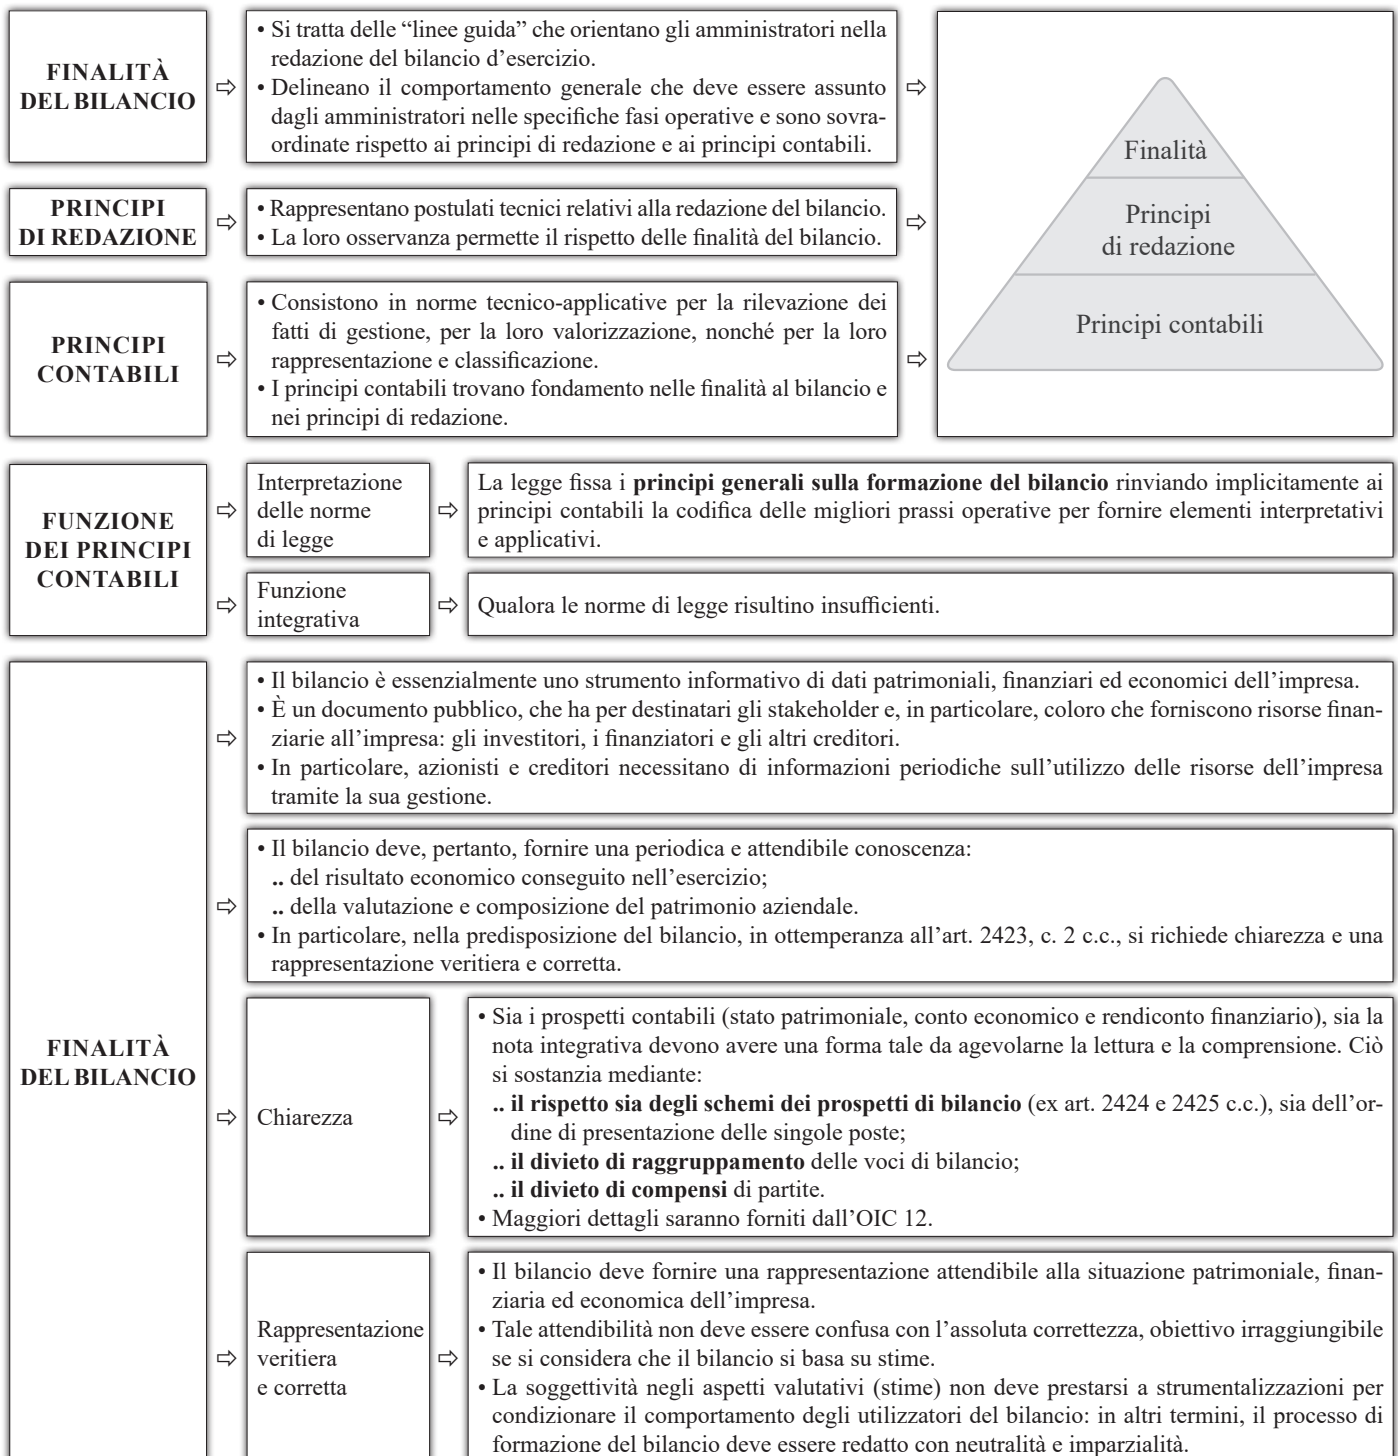 FINALITÀ
DEL BILANCIO
• Si tratta delle “linee guida” che orientano gli amministratori nella
redazione del bilancio d’esercizio.
• Delineano il comportamento generale che deve essere assunto
dagli amministratori nelle specifiche fasi operative e sono sovra-
ordinate rispetto ai principi di redazione e ai principi contabili.
PRINCIPI
DI REDAZIONE
• Rappresentano postulati tecnici relativi alla redazione del bilancio.
• La loro osservanza permette il rispetto delle finalità del bilancio.
PRINCIPI
CONTABILI
• Consistono in norme tecnico-applicative per la rilevazione dei
fatti di gestione, per la loro valorizzazione, nonché per la loro
rappresentazione e classificazione.
• I principi contabili trovano fondamento nelle finalità al bilancio e
nei principi di redazione.
Finalità
Principi
di redazione
Principi contabili
FUNZIONE
DEI PRINCIPI
CONTABILI
Interpretazione
delle norme
di legge
La legge fissa i principi generali sulla formazione del bilancio rinviando implicitamente ai
principi contabili la codifica delle migliori prassi operative per fornire elementi interpretativi
e applicativi.
Funzione
integrativa
Qualora le norme di legge risultino insufficienti.
FINALITÀ
DEL BILANCIO
• Il bilancio è essenzialmente uno strumento informativo di dati patrimoniali, finanziari ed economici dell’impresa.
• È un documento pubblico, che ha per destinatari gli stakeholder e, in particolare, coloro che forniscono risorse finan-
ziarie all’impresa: gli investitori, i finanziatori e gli altri creditori.
• In particolare, azionisti e creditori necessitano di informazioni periodiche sull’utilizzo delle risorse dell’impresa
tramite la sua gestione.
• Il bilancio deve, pertanto, fornire una periodica e attendibile conoscenza:
.. del risultato economico conseguito nell’esercizio;
.. della valutazione e composizione del patrimonio aziendale.
• In particolare, nella predisposizione del bilancio, in ottemperanza all’art. 2423, c. 2 c.c., si richiede chiarezza e una
rappresentazione veritiera e corretta.
Chiarezza
• Sia i prospetti contabili (stato patrimoniale, conto economico e rendiconto finanziario), sia la
nota integrativa devono avere una forma tale da agevolarne la lettura e la comprensione. Ciò
si sostanzia mediante:
.. il rispetto sia degli schemi dei prospetti di bilancio (ex art. 2424 e 2425 c.c.), sia dell’or-
dine di presentazione delle singole poste;
.. il divieto di raggruppamento delle voci di bilancio;
.. il divieto di compensi di partite.
• Maggiori dettagli saranno forniti dall’OIC 12.
Rappresentazione
veritiera
e corretta
• Il bilancio deve fornire una rappresentazione attendibile alla situazione patrimoniale, finan-
ziaria ed economica dell’impresa.
• Tale attendibilità non deve essere confusa con l’assoluta correttezza, obiettivo irraggiungibile
se si considera che il bilancio si basa su stime.
• La soggettività negli aspetti valutativi (stime) non deve prestarsi a strumentalizzazioni per
condizionare il comportamento degli utilizzatori del bilancio: in altri termini, il processo di
formazione del bilancio deve essere redatto con neutralità e imparzialità.